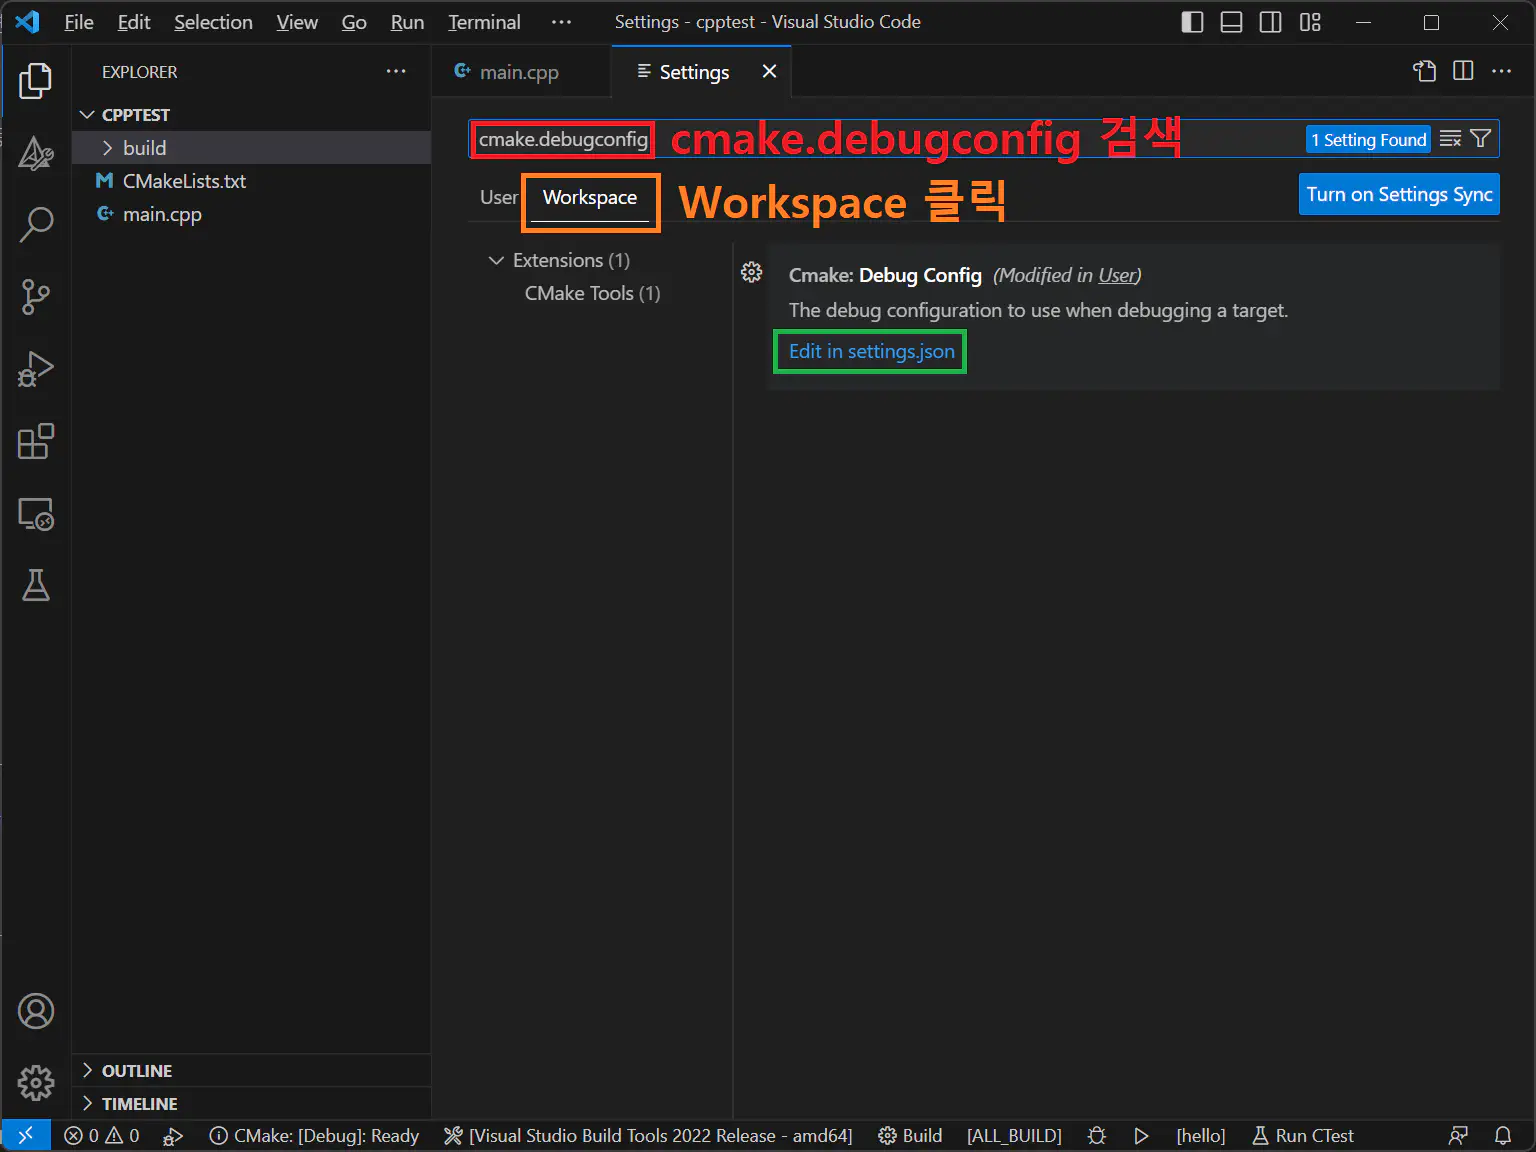 File Edit Selection View Go Run Terminal ··· Settings - cpptest - Visual Studio Code
EXPLORER ···
CPPTEST
build
CMakeLists.txt
main.cpp
OUTLINE
TIMELINE
main.cpp Settings
cmake.debugconfig cmake.debugconfig 검색 1 Setting Found
User Workspace Workspace 클릭 Turn on Settings Sync
Extensions (1)
CMake Tools (1)
Cmake: Debug Config (Modified in User)
The debug configuration to use when debugging a target.
Edit in settings.json
0 0 CMake: [Debug]: Ready [Visual Studio Build Tools 2022 Release - amd64] Build [ALL_BUILD] [hello] Run CTest